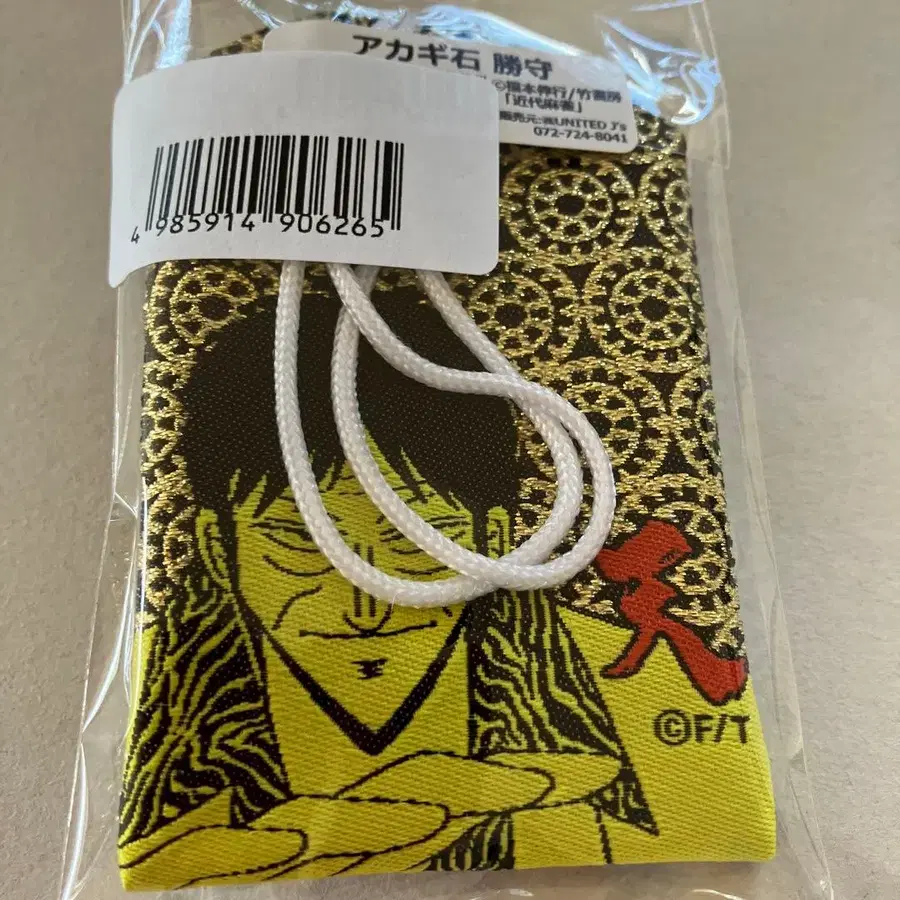 アカギ石 勝守
©福本伸行/竹書房
「近代麻雀」
販売元:㈱UNITED J's
072-724-8041
4 985914 906265
天
©F/T